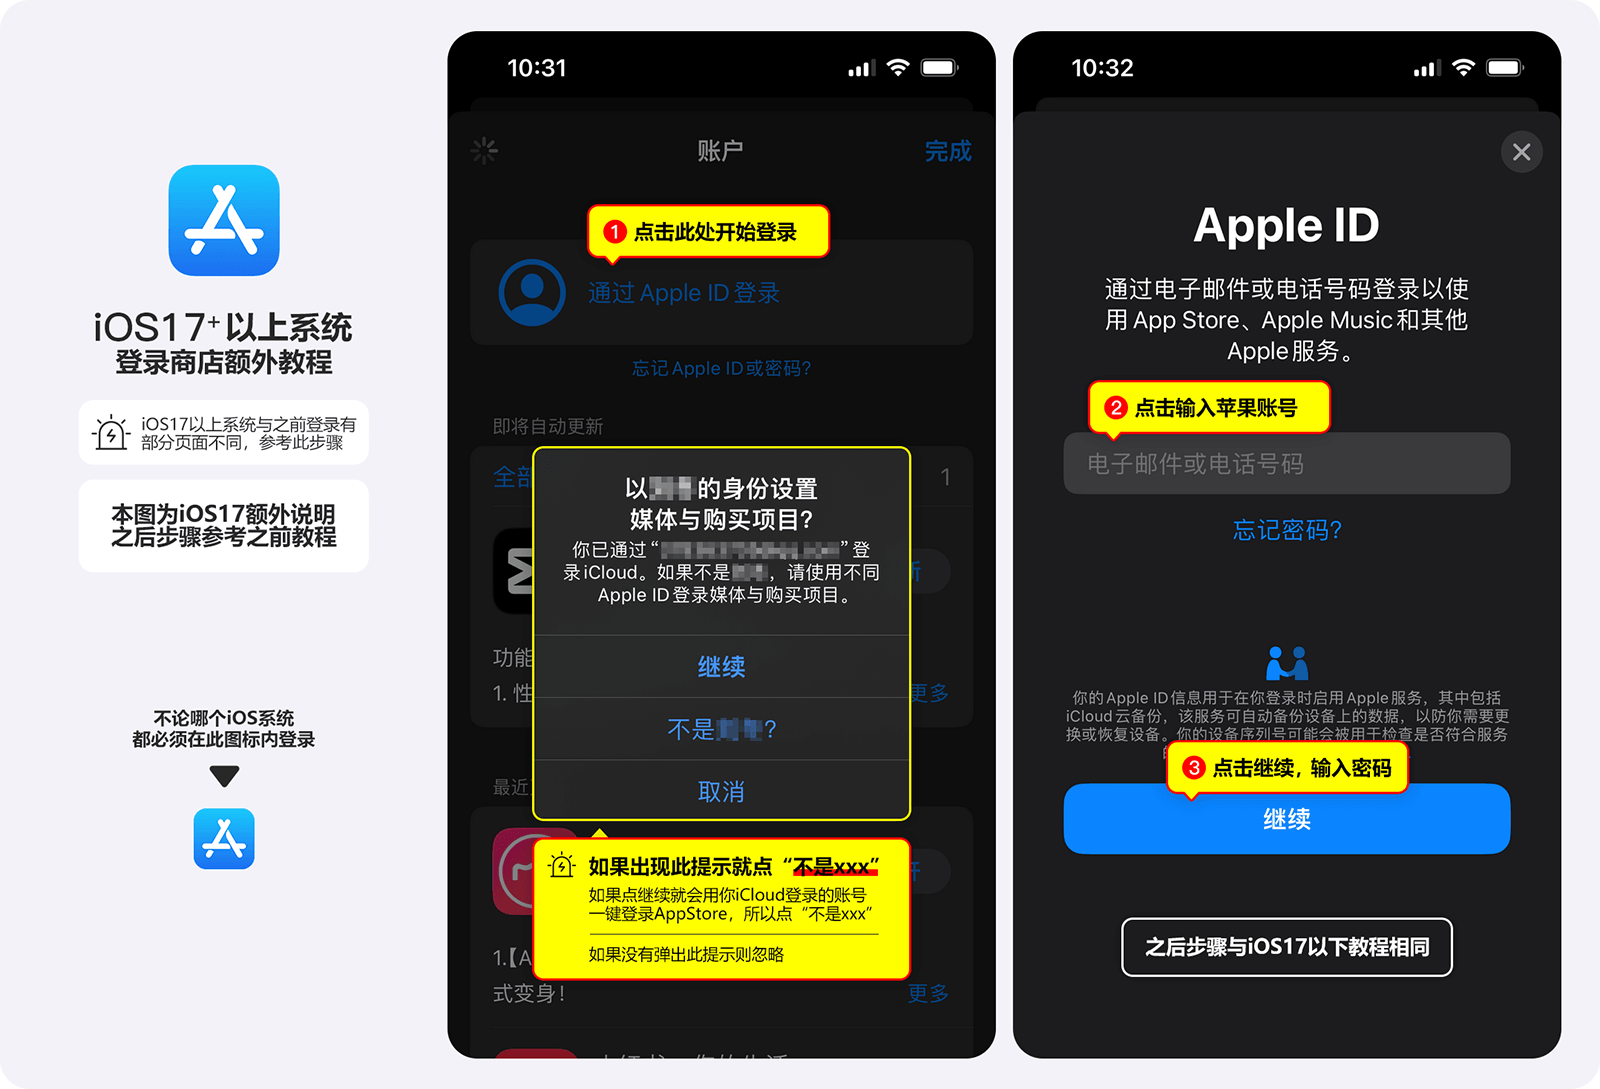 iOS17+以上系统
登录商店额外教程
iOS17以上系统与之前登录有
部分页面不同，参考此步骤
本图为iOS17额外说明
之后步骤参考之前教程
不论哪个iOS系统
都必须在此图标内登录
10:31
账户
完成
1 点击此处开始登录
通过 Apple ID 登录
忘记 Apple ID 或密码？
即将自动更新
全部
1
以 的身份设置
媒体与购买项目？
你已通过“ ”登
录 iCloud。如果不是 ，请使用不同
Apple ID 登录媒体与购买项目。
新
功能
继续
1. 性
更多
不是 ？
取消
最近
如果出现此提示就点“不是xxx”
如果点继续就会用你iCloud登录的账号
一键登录AppStore，所以点“不是xxx”
如果没有弹出此提示则忽略
开
1.【A
式变身！
更多
10:32
Apple ID
通过电子邮件或电话号码登录以使
用 App Store、Apple Music 和其他
Apple 服务。
2 点击输入苹果账号
电子邮件或电话号码
忘记密码？
你的 Apple ID 信息用于在你登录时启用 Apple 服务，其中包括
iCloud 云备份，该服务可自动备份设备上的数据，以防你需要更
换或恢复设备。你的设备序列号可能会被用于检查是否符合服务
3 点击继续，输入密码
继续
之后步骤与iOS17以下教程相同